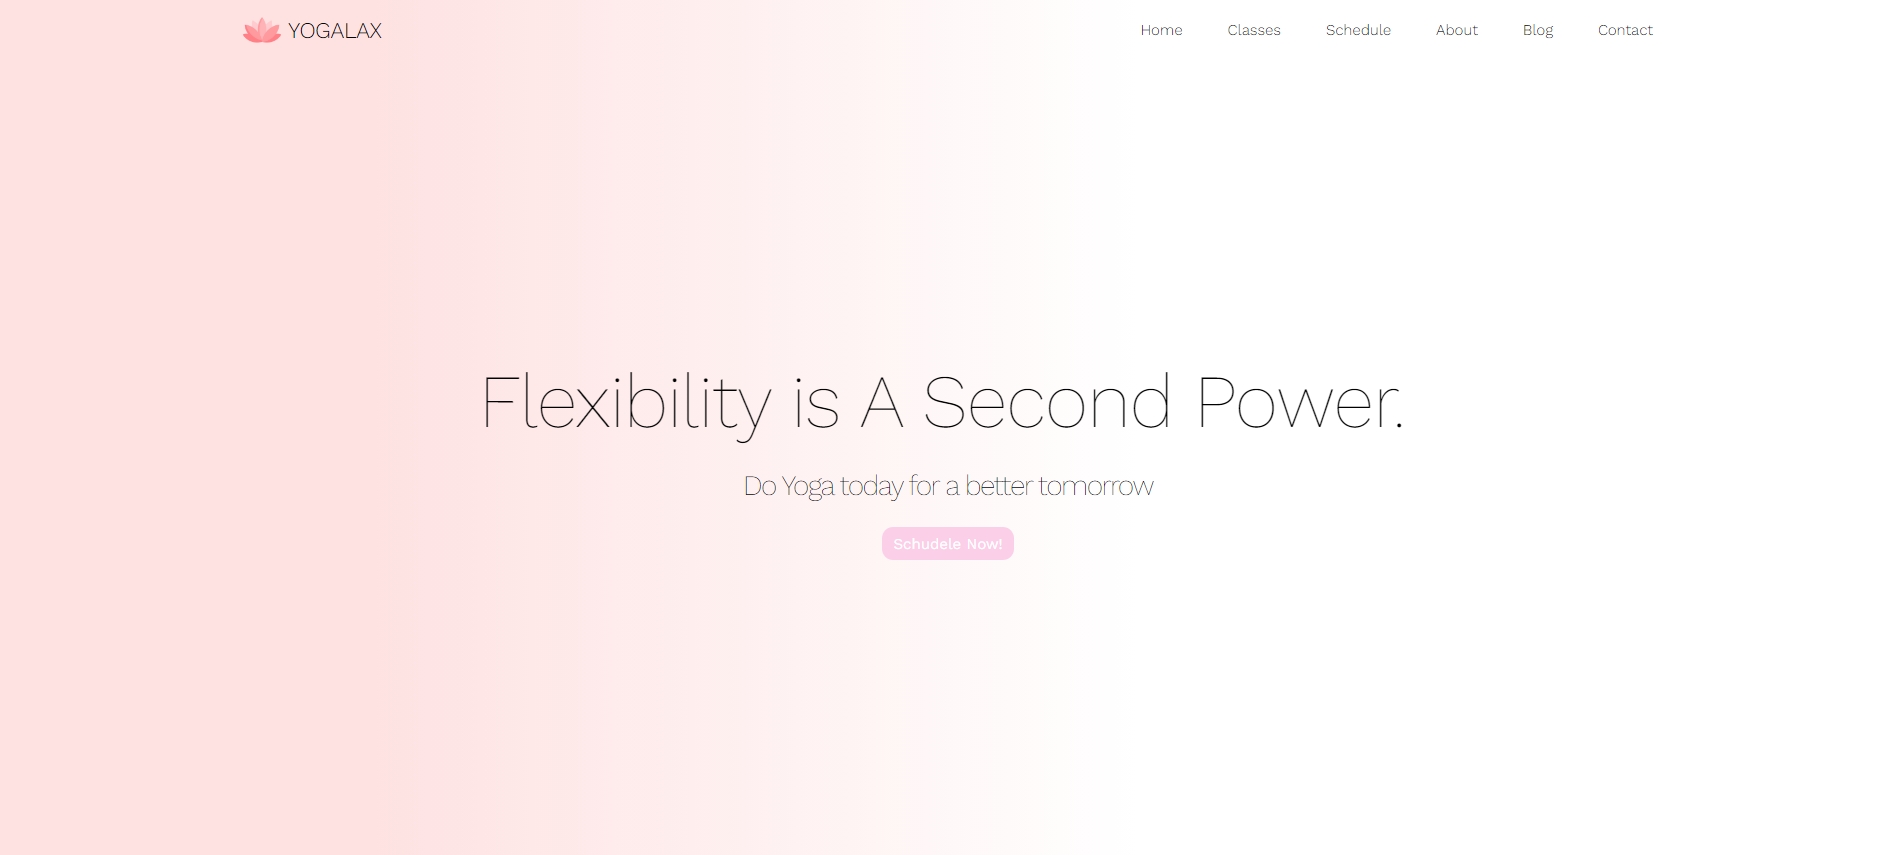 YOGALAX
Home Classes Schedule About Blog Contact
Flexibility is A Second Power.
Do Yoga today for a better tomorrow
Schudele Now!